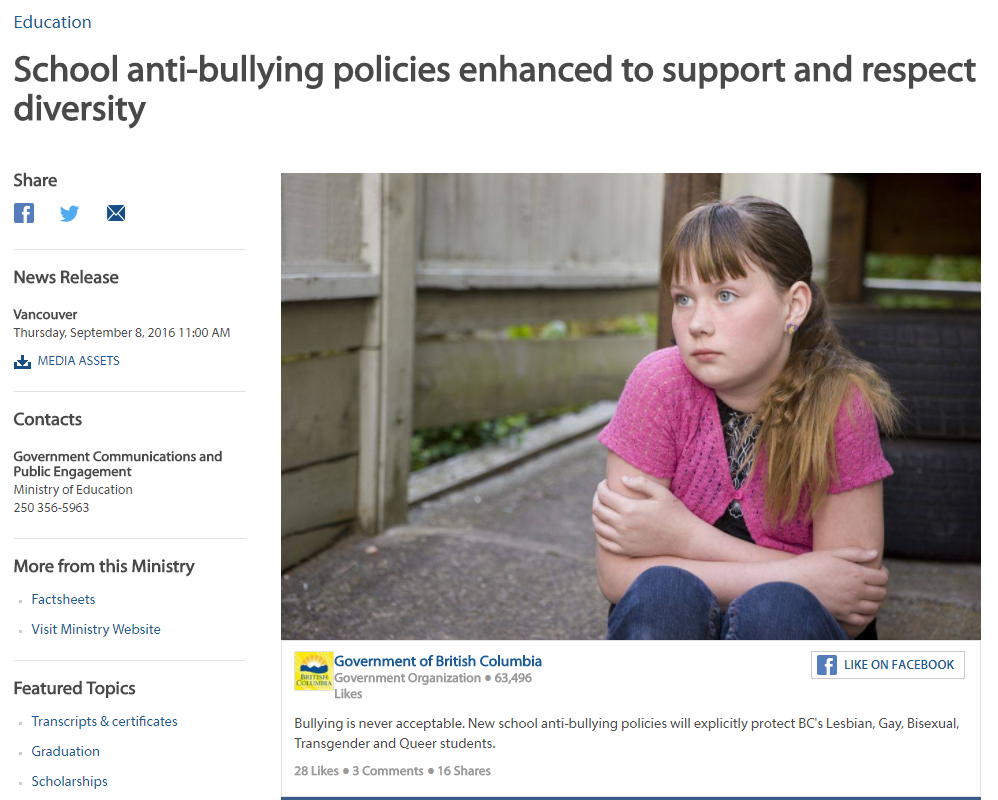 Education
School anti-bullying policies enhanced to support and respect
diversity
Share
News Release
Vancouver
Thursday, September 8, 2016 11:00 AM
MEDIA ASSETS
Contacts
Government Communications and
Public Engagement
Ministry of Education
250 356-5963
More from this Ministry
Factsheets
Visit Ministry Website
Featured Topics
Transcripts & certificates
Graduation
Scholarships
BRITISH
COLUMBIA
Government of British Columbia
Government Organization • 63,496
Likes
LIKE ON FACEBOOK
Bullying is never acceptable. New school anti-bullying policies will explicitly protect BC's Lesbian, Gay, Bisexual,
Transgender and Queer students.
28 Likes • 3 Comments • 16 Shares